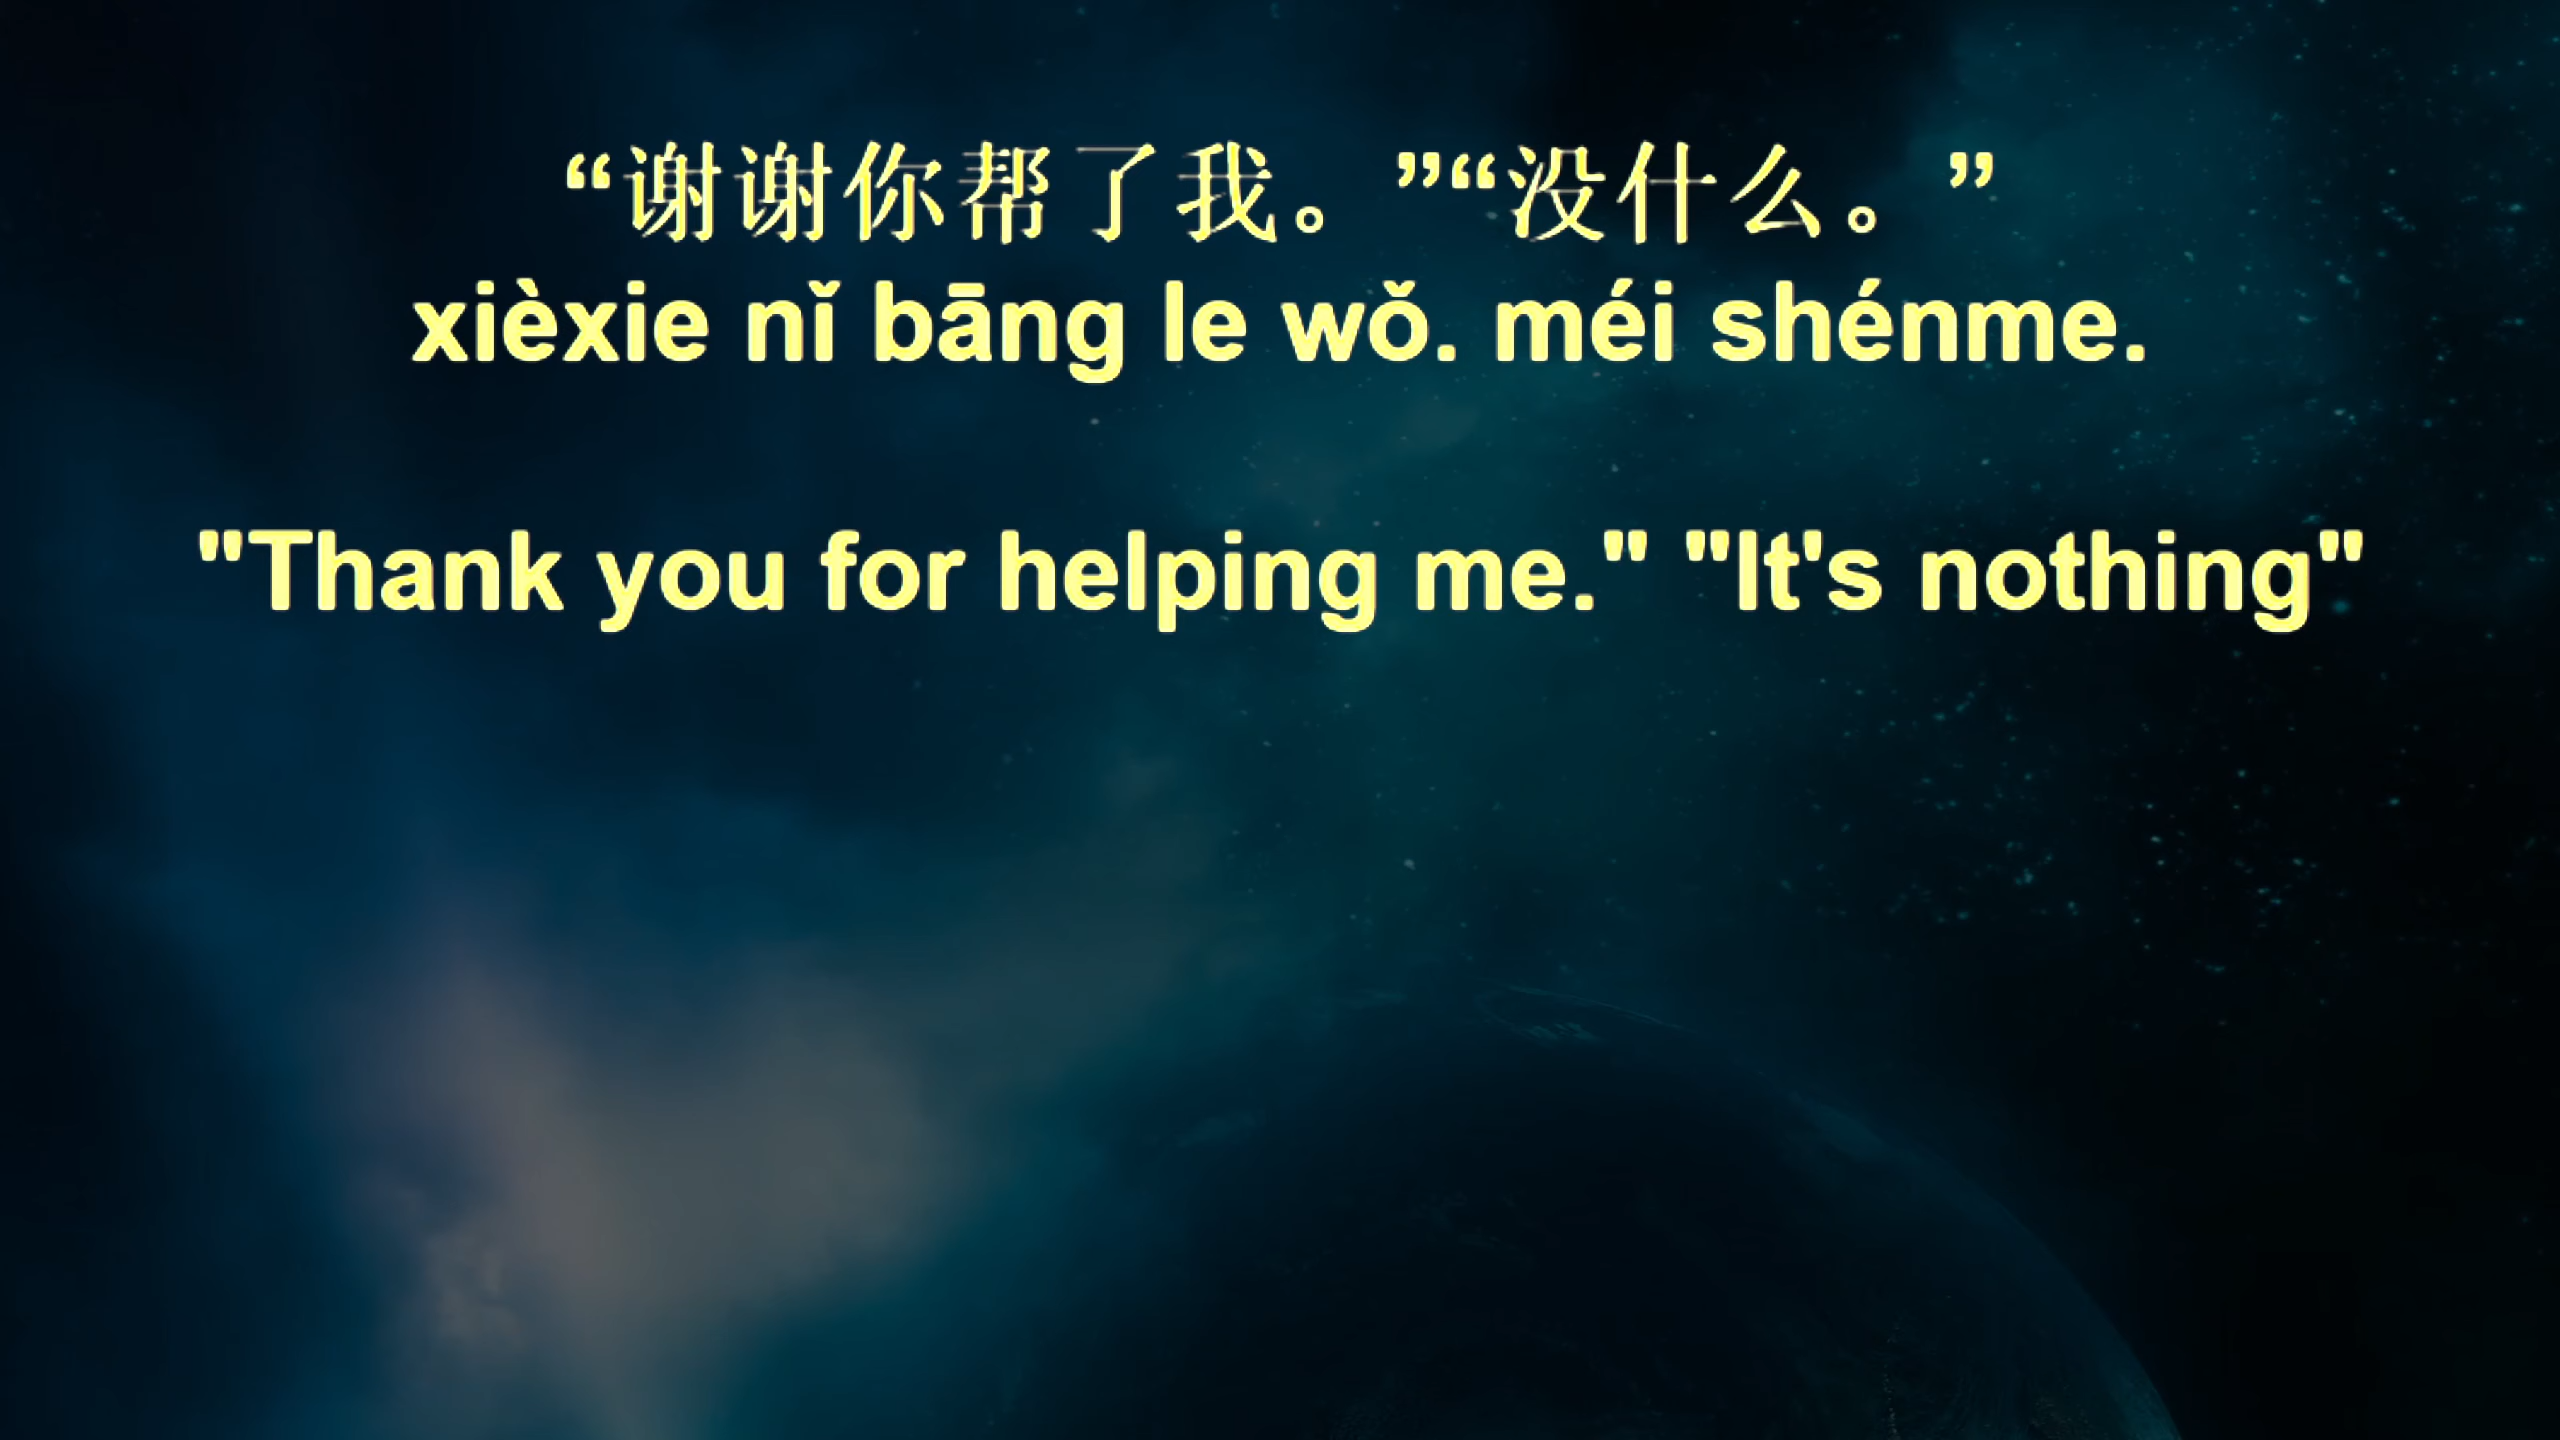 “谢谢你帮了我。”“没什么。”
xièxie nǐ bāng le wǒ. méi shénme.
"Thank you for helping me." "It's nothing"